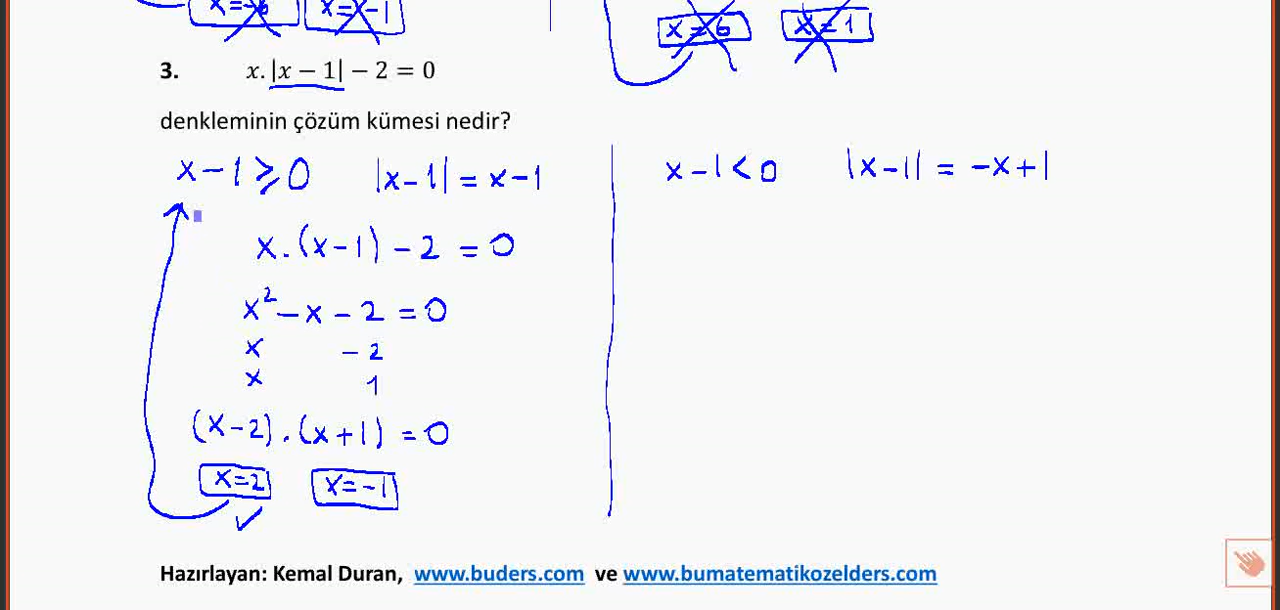 x=-6 x=-1
x=6 x=1
3. x.|x − 1| − 2 = 0
denkleminin çözüm kümesi nedir?
x-1≥0 |x-1|=x-1
x.(x-1)-2=0
x²-x-2=0
x -2
x 1
(x-2).(x+1)=0
x=2 x=-1
x-1<0 |x-1|=-x+1
Hazırlayan: Kemal Duran, www.buders.com ve www.bumatematikozelders.com